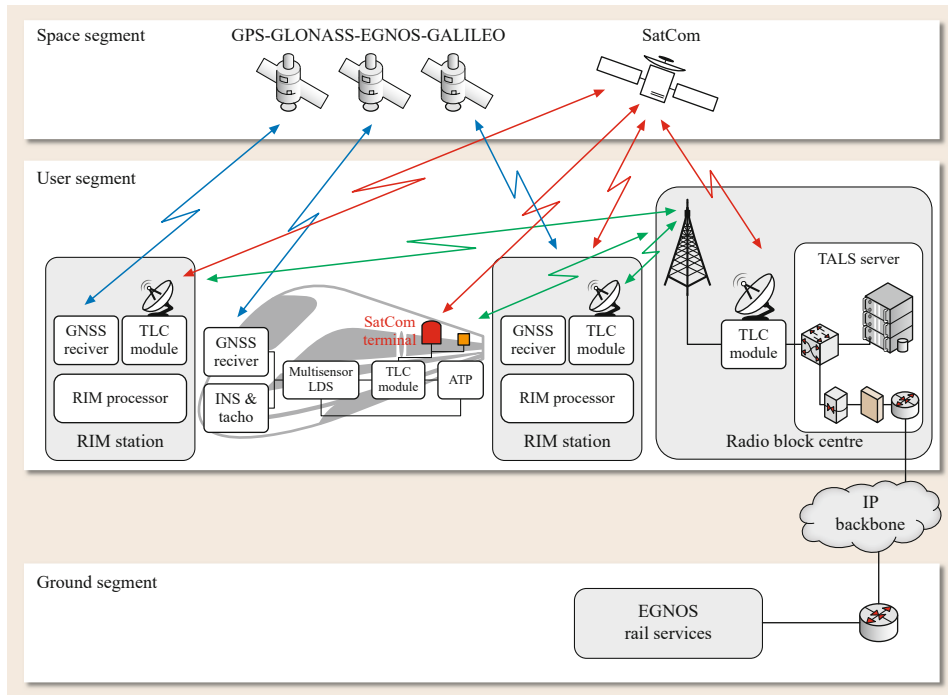 Space segment
GPS-GLONASS-EGNOS-GALILEO
SatCom
User segment
TALS server
GNSS
reciver
TLC
module
RIM processor
RIM station
GNSS
reciver
INS &
tacho
Multisensor
LDS
SatCom
terminal
TLC
module
ATP
GNSS
reciver
TLC
module
RIM processor
RIM station
TLC
module
Radio block centre
IP
backbone
Ground segment
EGNOS
rail services